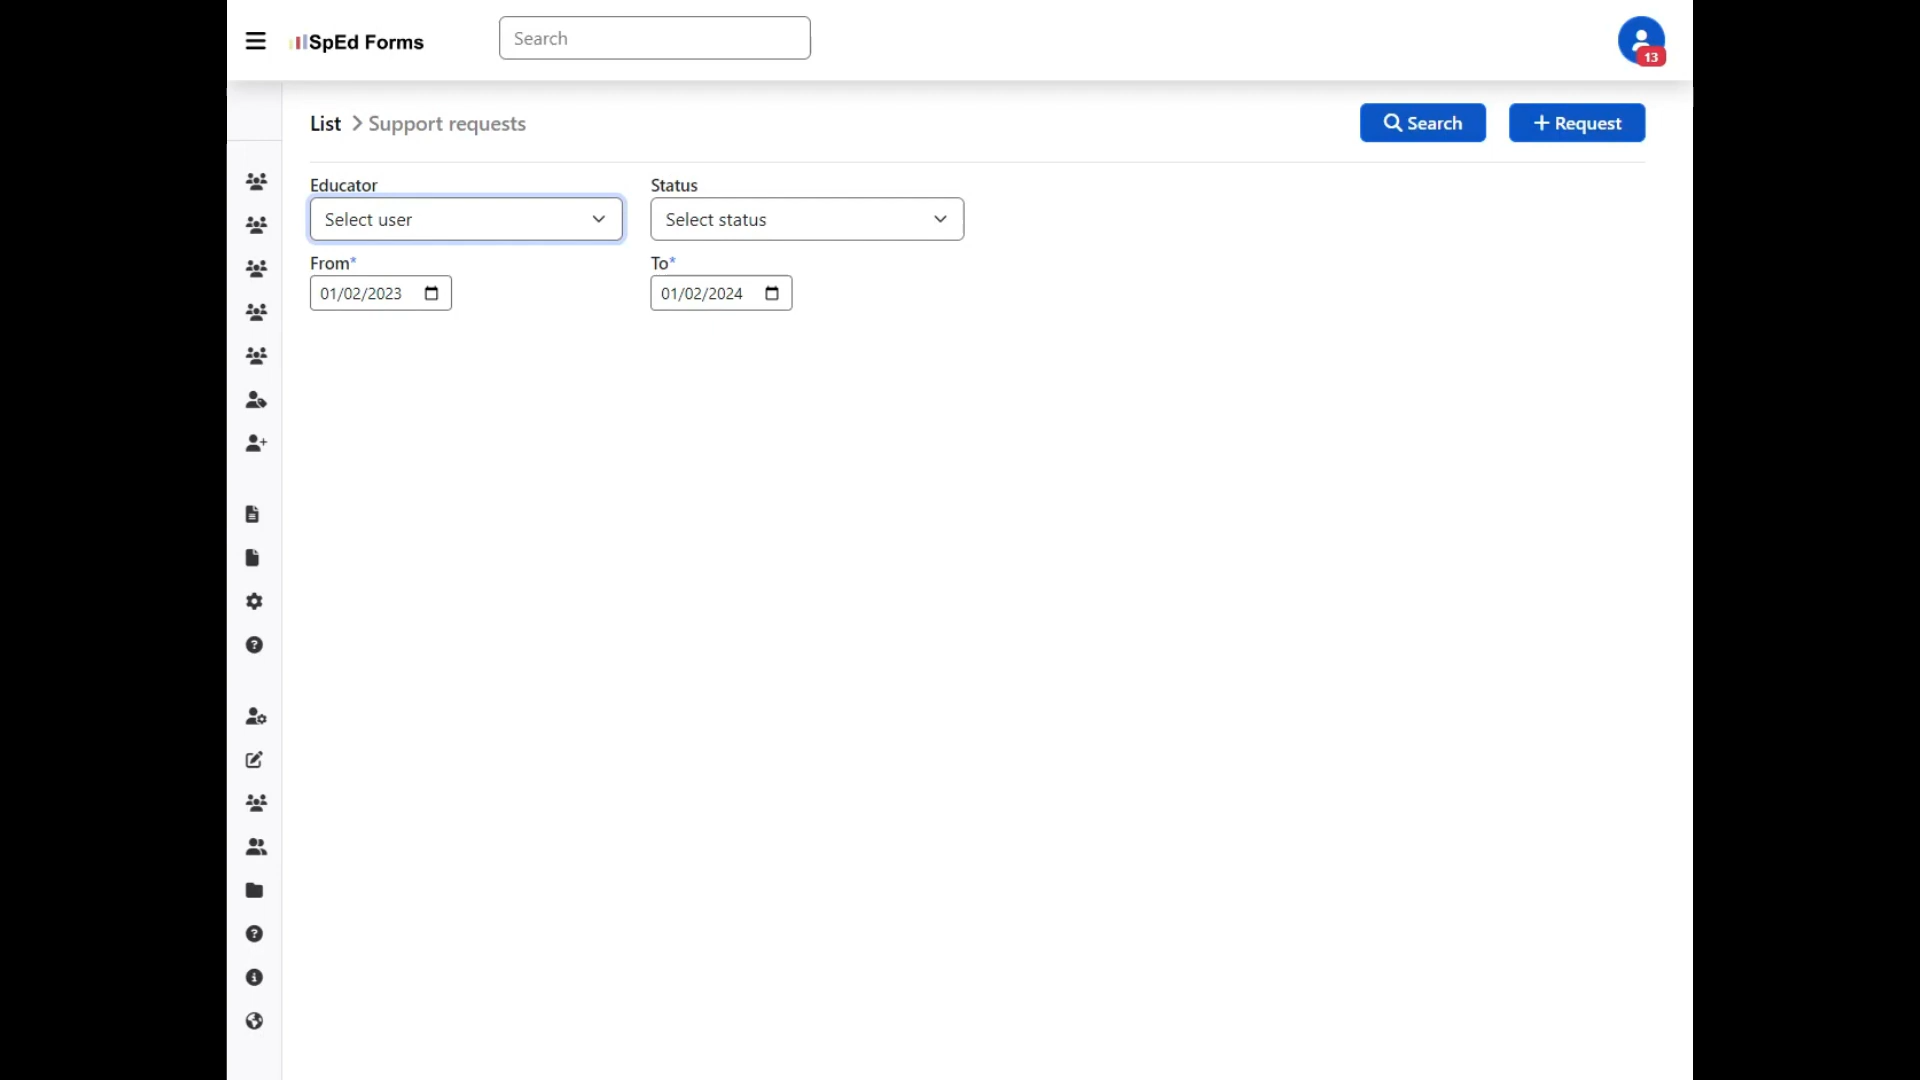 SpEd Forms
Search
13
List > Support requests
Search
+ Request
Educator
Status
Select user
Select status
From*
To*
01/02/2023
01/02/2024